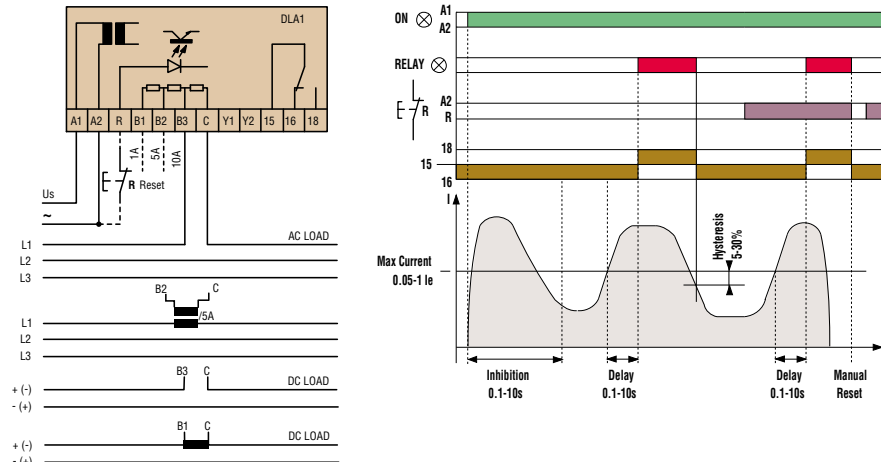 DLA1
A1 A2 R B1 B2 B3 C Y1 Y2 15 16 18
1A
5A
10A
R Reset
Us
~
L1 AC LOAD
L2
L3
B2 C
/5A
L1
L2
L3
B3 C
+ (-) DC LOAD
- (+)
B1 C
+ (-) DC LOAD
- (+)
ON A1
A2
RELAY
R A2
R
18
15
16
I
Max Current
0.05-1 Ie
Hysteresis
5-30%
Inhibition
0.1-10s
Delay
0.1-10s
Delay
0.1-10s
Manual
Reset